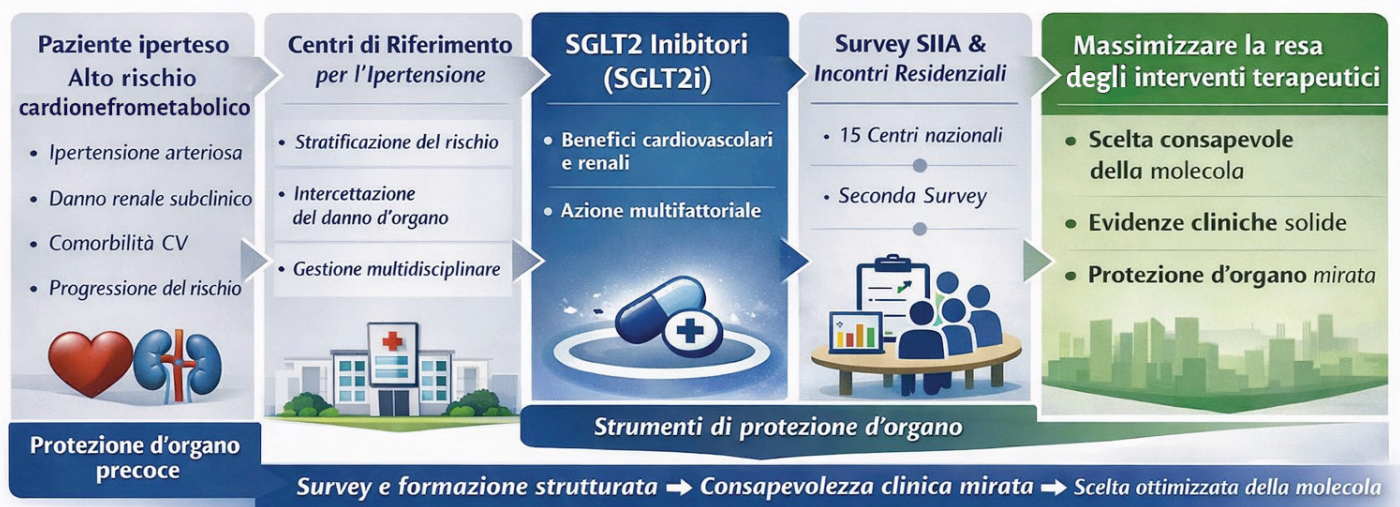 Paziente iperteso
Alto rischio
cardionefrometabolico
• Ipertensione arteriosa
• Danno renale subclinico
• Comorbilità CV
• Progressione del rischio
Protezione d'organo
precoce
Centri di Riferimento
per l'Ipertensione
• Stratificazione del rischio
• Intercettazione
del danno d'organo
• Gestione multidisciplinare
SGLT2 Inibitori
(SGLT2i)
• Benefici cardiovascolari
e renali
• Azione multifattoriale
Survey SIIA &
Incontri Residenziali
• 15 Centri nazionali
• Seconda Survey
Massimizzare la resa
degli interventi terapeutici
• Scelta consapevole
della molecola
• Evidenze cliniche solide
• Protezione d'organo mirata
Strumenti di protezione d'organo
Survey e formazione strutturata ➡ Consapevolezza clinica mirata ➡ Scelta ottimizzata della molecola